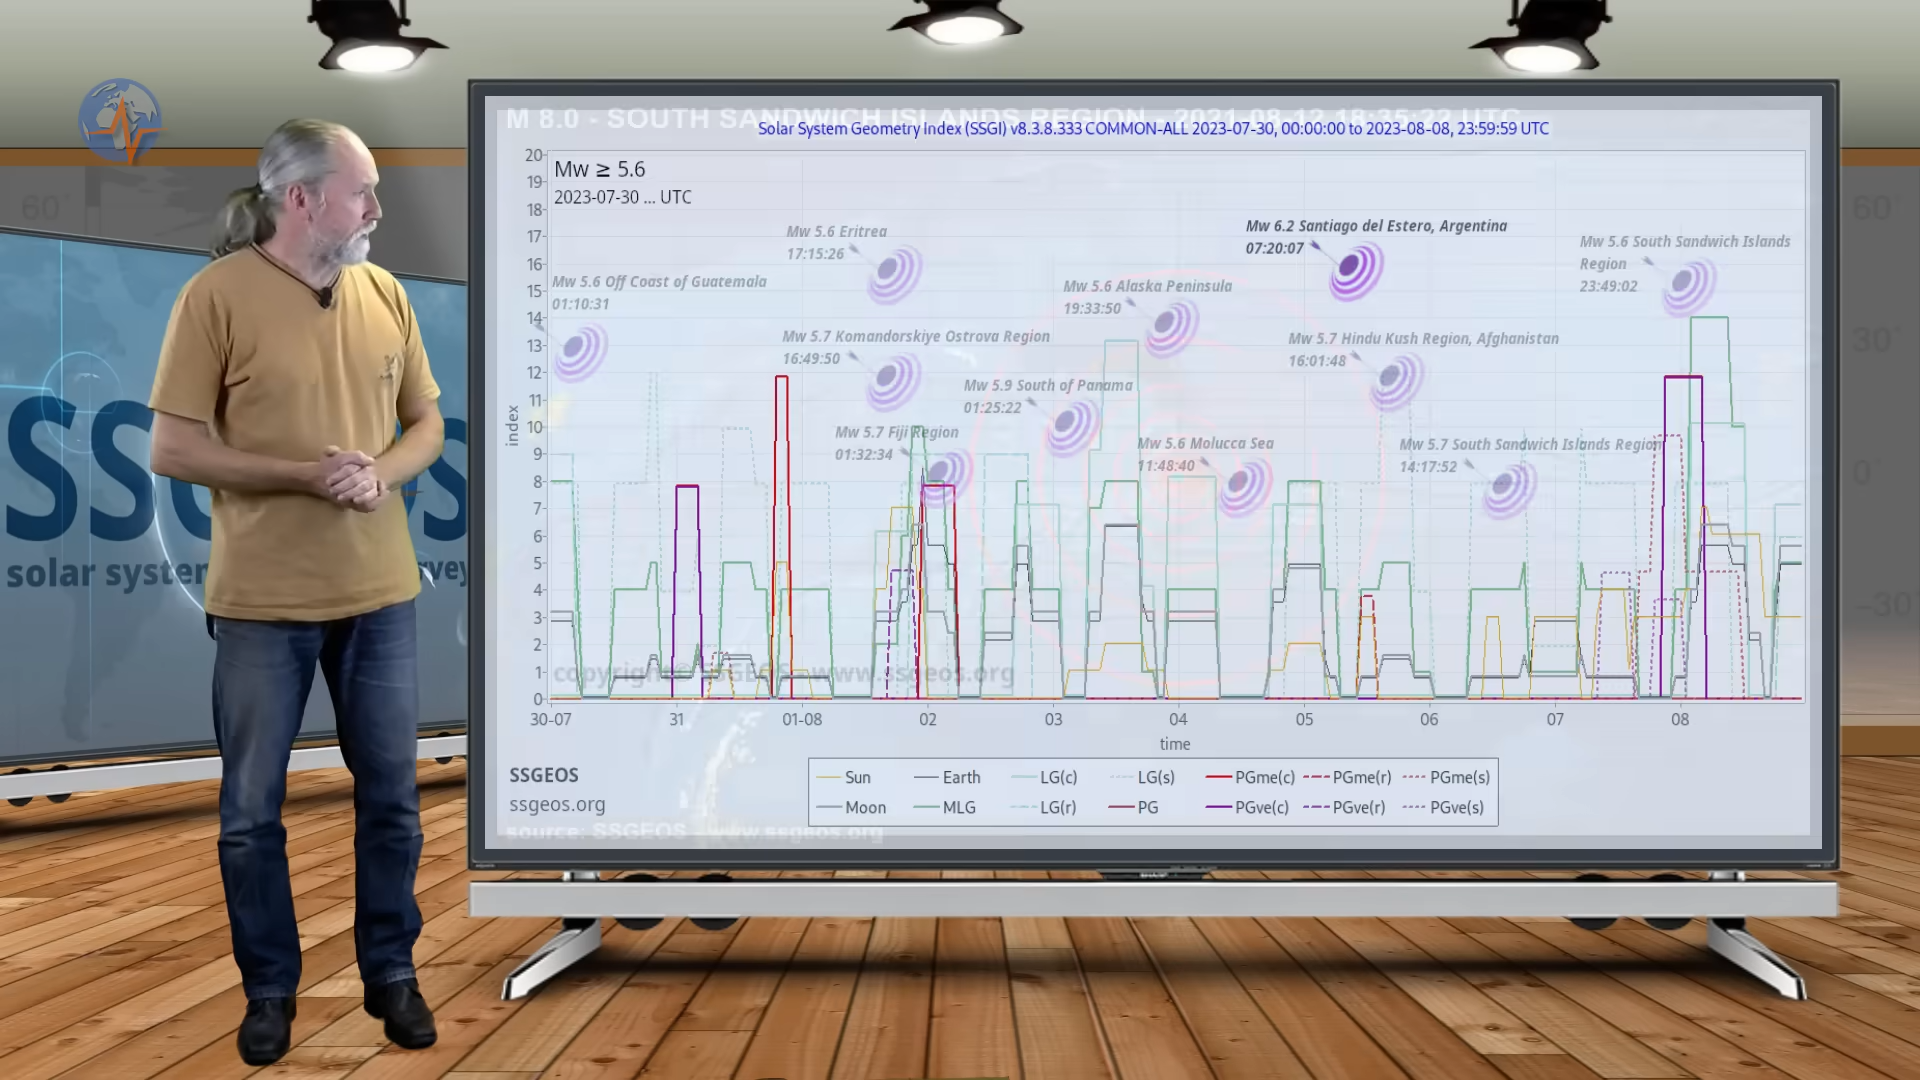 M 8.0 - SOUTH SANDWICH ISLANDS REGION - 2021-08-12 18:35:22 UTC
Solar System Geometry Index (SSGI) v8.3.8.333 COMMON-ALL 2023-07-30, 00:00:00 to 2023-08-08, 23:59:59 UTC
Mw ≥ 5.6
2023-07-30 ... UTC
Mw 5.6 Off Coast of Guatemala
01:10:31
Mw 5.6 Eritrea
17:15:26
Mw 5.7 Komandorskiye Ostrova Region
16:49:50
Mw 5.7 Fiji Region
01:32:34
Mw 5.9 South of Panama
01:25:22
Mw 5.6 Alaska Peninsula
19:33:50
Mw 5.6 Molucca Sea
11:48:40
Mw 6.2 Santiago del Estero, Argentina
07:20:07
Mw 5.7 Hindu Kush Region, Afghanistan
16:01:48
Mw 5.7 South Sandwich Islands Region
14:17:52
Mw 5.6 South Sandwich Islands
Region
23:49:02
20
19
18
17
16
15
14
13
12
11
10
9
8
7
6
5
4
3
2
1
0
index
30-07 31 01-08 02 03 04 05 06 07 08
time
copyright © SSGEOS - www.ssgeos.org
SSGEOS
ssgeos.org
Sun Earth LG(c) LG(s) PGme(c) PGme(r) PGme(s)
Moon MLG LG(r) PG PGve(c) PGve(r) PGve(s)
source: SSGEOS - www.ssgeos.org
60°
60°
30°
0°
-30°
SSG
S
solar system
rvey